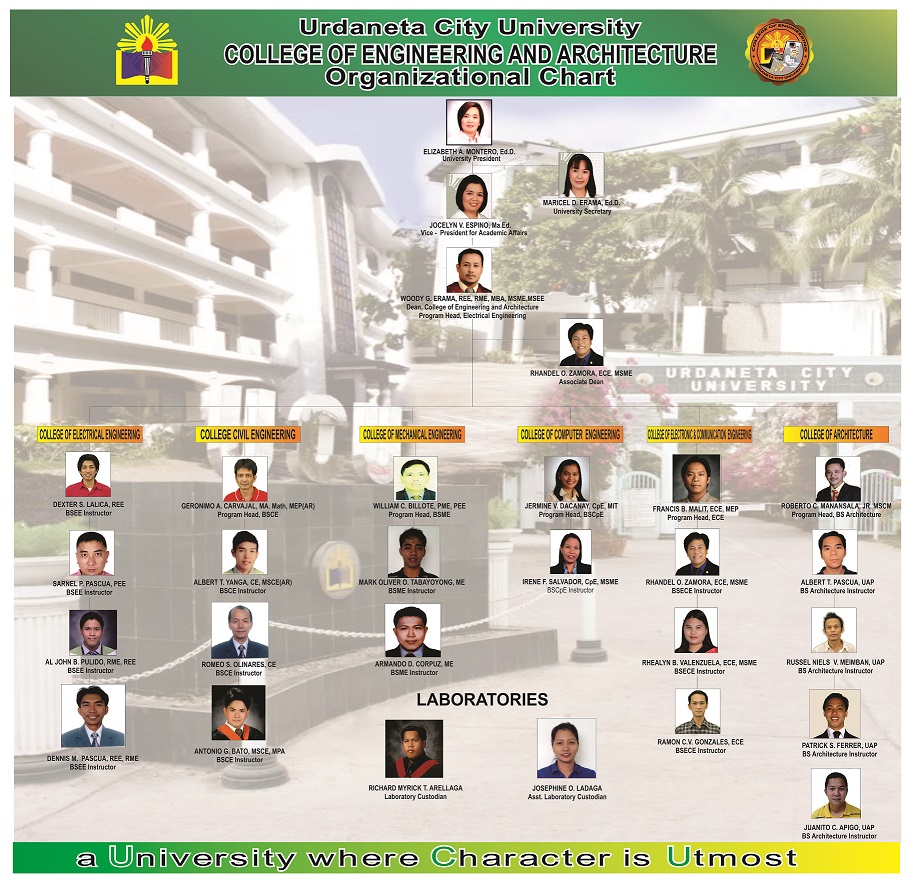 Urdaneta City University
COLLEGE OF ENGINEERING AND ARCHITECTURE
Organizational Chart
ELIZABETH A. MONTERO, Ed.D.
University President
MARICEL D. ERAMA, Ed.D.
University Secretary
JOCELYN V. ESPINO, Ma.Ed.
Vice - President for Academic Affairs
WOODY G. ERAMA, REE, RME, MBA, MSME,MSEE
Dean, College of Engineering and Architecture
Program Head, Electrical Engineering
RHANDEL O. ZAMORA, ECE, MSME
Associate Dean
URDANETA CITY
UNIVERSITY
COLLEGE OF ELECTRICAL ENGINEERING
COLLEGE CIVIL ENGINEERING
COLLEGE OF MECHANICAL ENGINEERING
COLLEGE OF COMPUTER ENGINEERING
COLLEGE OF ELECTRONIC & COMMUNICATION ENGINEERING
COLLEGE OF ARCHITECTURE
DEXTER S. LALICA, REE
BSEE Instructor
GERONIMO A. CARVAJAL, MA. Math, MEP(AR)
Program Head, BSCE
WILLIAM C. BILLOTE, PME, PEE
Program Head, BSME
JERMINE V. DACANAY, CpE, MIT
Program Head, BSCpE
FRANCIS B. MALIT, ECE, MEP
Program Head, ECE
ROBERTO C. MANANSALA, JR. MSCM
Program Head, BS Architecture
SARNEL P. PASCUA, PEE
BSEE Instructor
ALBERT T. YANGA, CE, MSCE(AR)
BSCE Instructor
MARK OLIVER O. TABAYOYONG, ME
BSME Instructor
IRENE F. SALVADOR, CpE, MSME
BSCpE Instructor
RHANDEL O. ZAMORA, ECE, MSME
BSECE Instructor
ALBERT T. PASCUA, UAP
BS Architecture Instructor
AL JOHN B. PULIDO, RME, REE
BSEE Instructor
ROMEO S. OLINARES, CE
BSCE Instructor
ARMANDO D. CORPUZ, ME
BSME Instructor
RHEALYN B. VALENZUELA, ECE, MSME
BSECE Instructor
RUSSEL NIELS V. MEIMBAN, UAP
BS Architecture Instructor
LABORATORIES
DENNIS M. PASCUA, REE, RME
BSEE Instructor
ANTONIO G. BATO, MSCE, MPA
BSCE Instructor
RICHARD MYRICK T. ARELLAGA
Laboratory Custodian
JOSEPHINE O. LADAGA
Asst. Laboratory Custodian
RAMON C.V. GONZALES, ECE
BSECE Instructor
PATRICK S. FERRER, UAP
BS Architecture Instructor
JUANITO C. APIGO, UAP
BS Architecture Instructor
a University where Character is Utmost